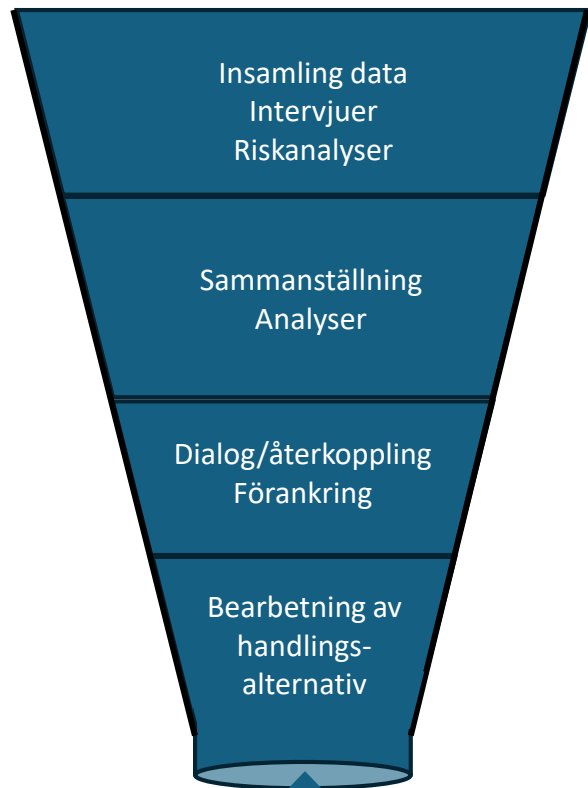 Insamling data
Intervjuer
Riskanalyser
Sammanställning
Analyser
Dialog/återkoppling
Förankring
Bearbetning av
handlings-
alternativ